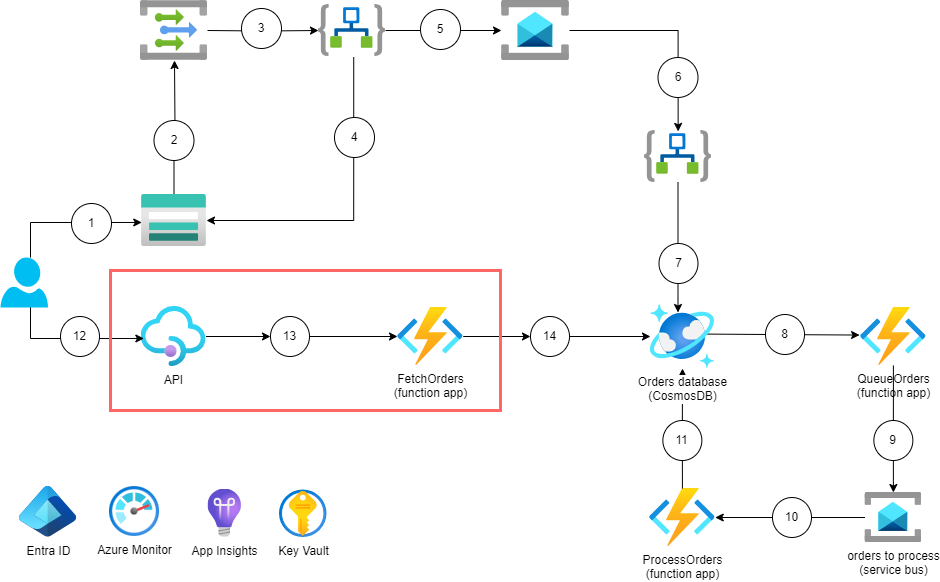 3
5
6
2
4
1
7
12
13
14
8
API
FetchOrders
(function app)
Orders database
(CosmosDB)
QueueOrders
(function app)
11
9
10
Entra ID
Azure Monitor
App Insights
Key Vault
ProcessOrders
(function app)
orders to process
(service bus)